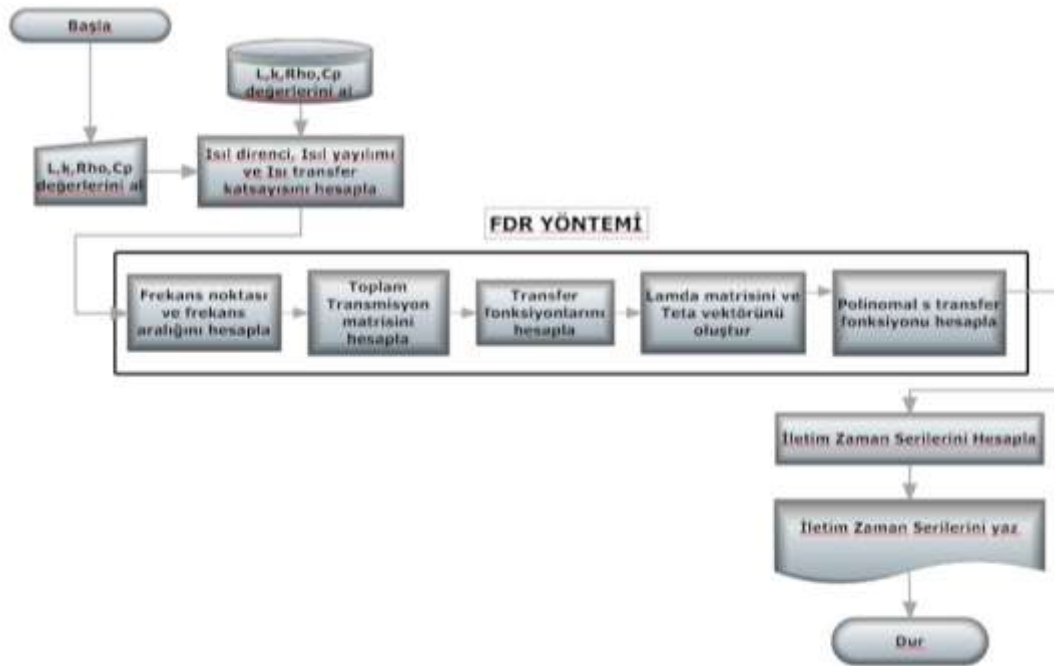 Başla
L,k,Rho,Cp
değerlerini al
L,k,Rho,Cp
değerlerini al
Isıl direnci, Isıl yayılımı
ve Isı transfer
katsayısını hesapla
FDR YÖNTEMİ
Frekans noktası
ve frekans
aralığını hesapla
Toplam
Transmisyon
matrisini
hesapla
Transfer
fonksiyonlarını
hesapla
Lamda matrisini ve
Teta vektörünü
oluştur
Polinomal s transfer
fonksiyonu hesapla
İletim Zaman Serilerini Hesapla
İletim Zaman Serilerini yaz
Dur